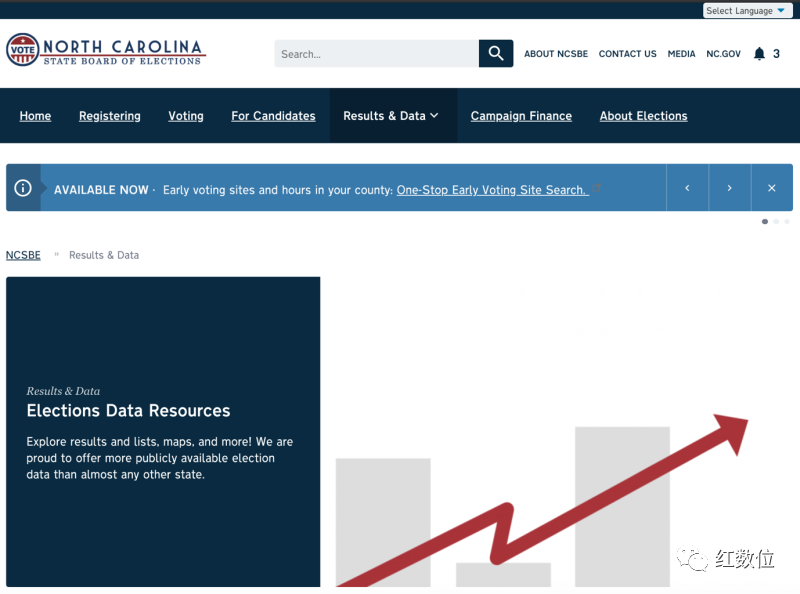 Select Language
VOTE
NORTH CAROLINA
STATE BOARD OF ELECTIONS
Search...
ABOUT NCSBE CONTACT US MEDIA NC.GOV 3
Home Registering Voting For Candidates Results & Data Campaign Finance About Elections
AVAILABLE NOW · Early voting sites and hours in your county: One-Stop Early Voting Site Search.
NCSBE » Results & Data
Results & Data
Elections Data Resources
Explore results and lists, maps, and more! We are
proud to offer more publicly available election
data than almost any other state.
红数位